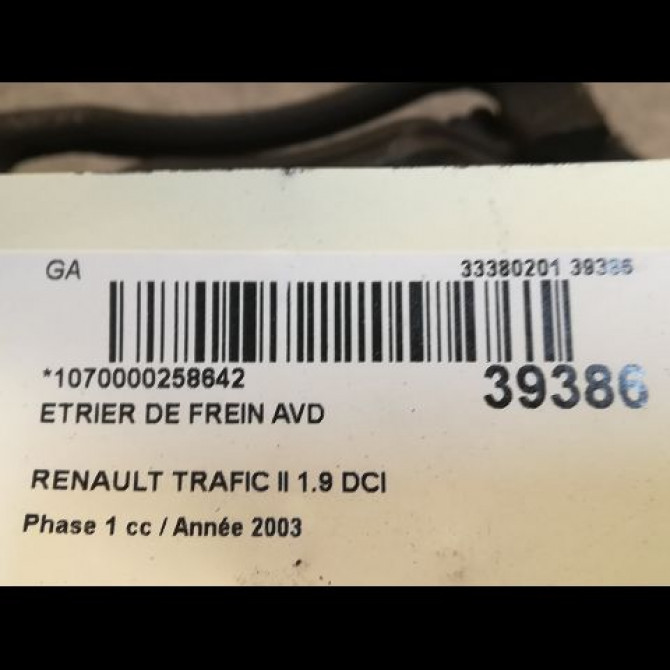 GA
33380201 39386
*1070000258642
39386
ETRIER DE FREIN AVD
RENAULT TRAFIC II 1.9 DCI
Phase 1 cc / Année 2003